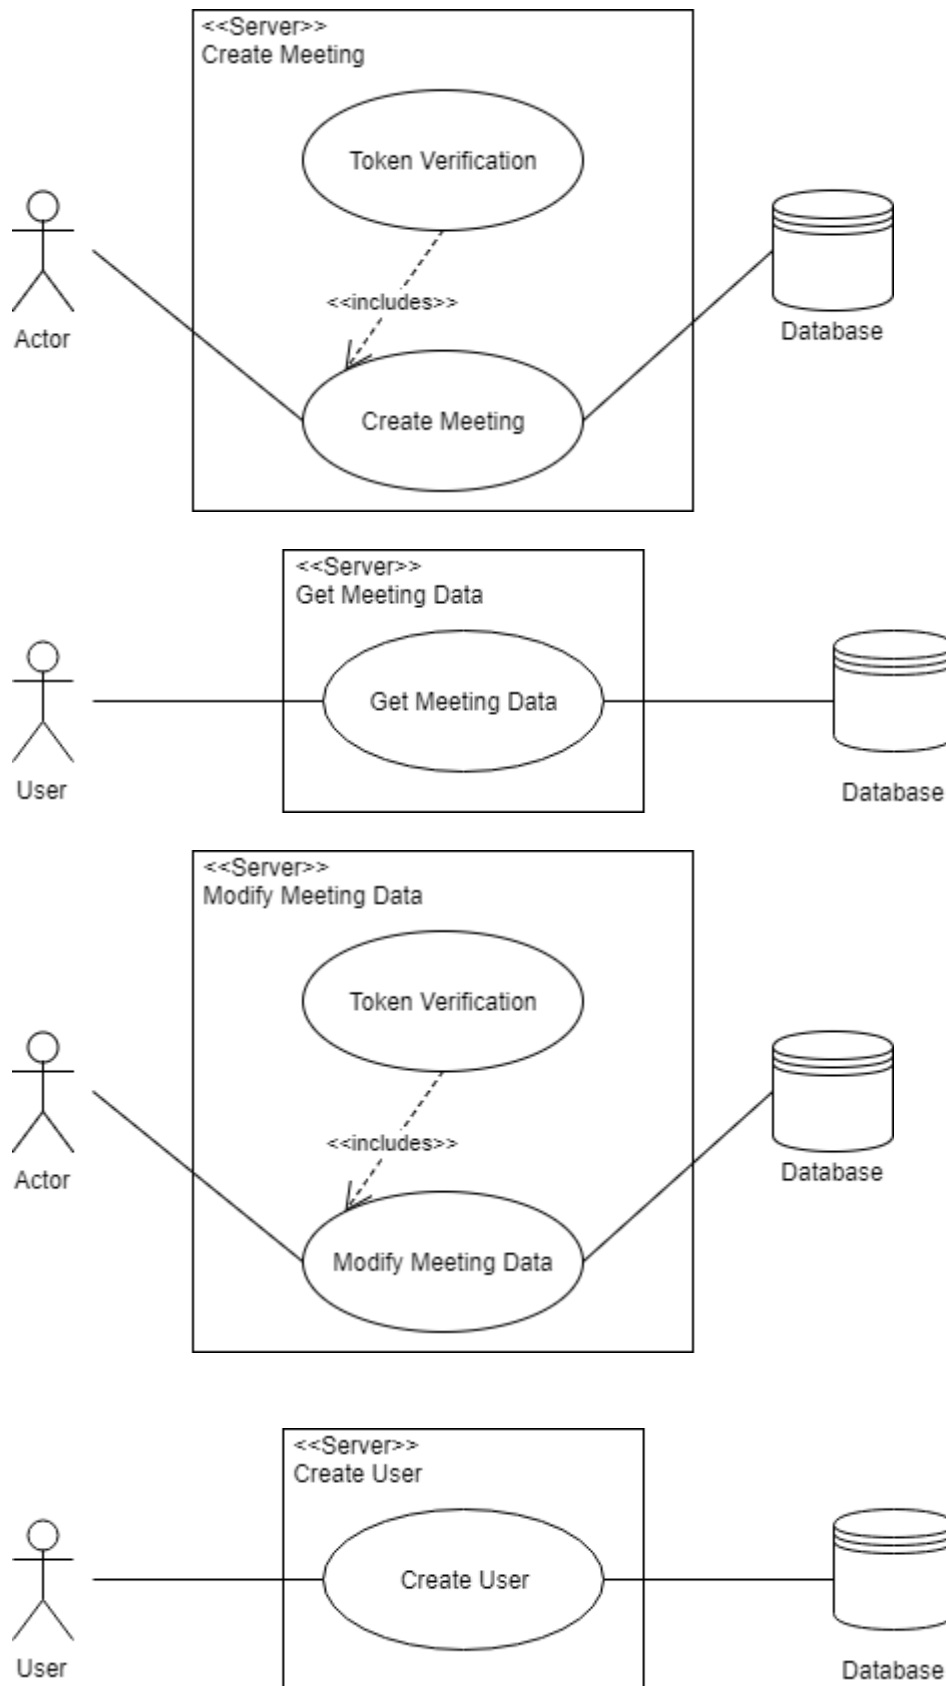 <<Server>>
Create Meeting
Token Verification
<<includes>>
Actor
Database
Create Meeting
<<Server>>
Get Meeting Data
Get Meeting Data
User
Database
<<Server>>
Modify Meeting Data
Token Verification
<<includes>>
Actor
Database
Modify Meeting Data
<<Server>>
Create User
Create User
User
Database